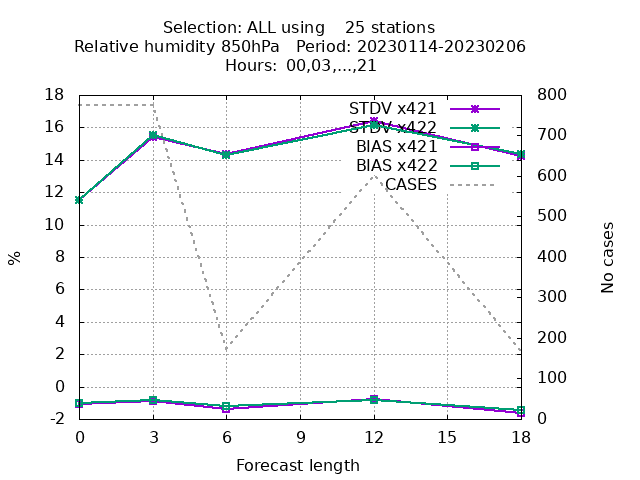 Selection: ALL using    25 stations
Relative humidity 850hPa   Period: 20230114-20230206
Hours: 00,03,...,21
18 800
16 700
14 600
12 500
10 400
8 300
6 200
4 100
2 0
0
-2
STDV x421
STDV x422
BIAS x421
BIAS x422
CASES
%
No cases
0 3 6 9 12 15 18
Forecast length